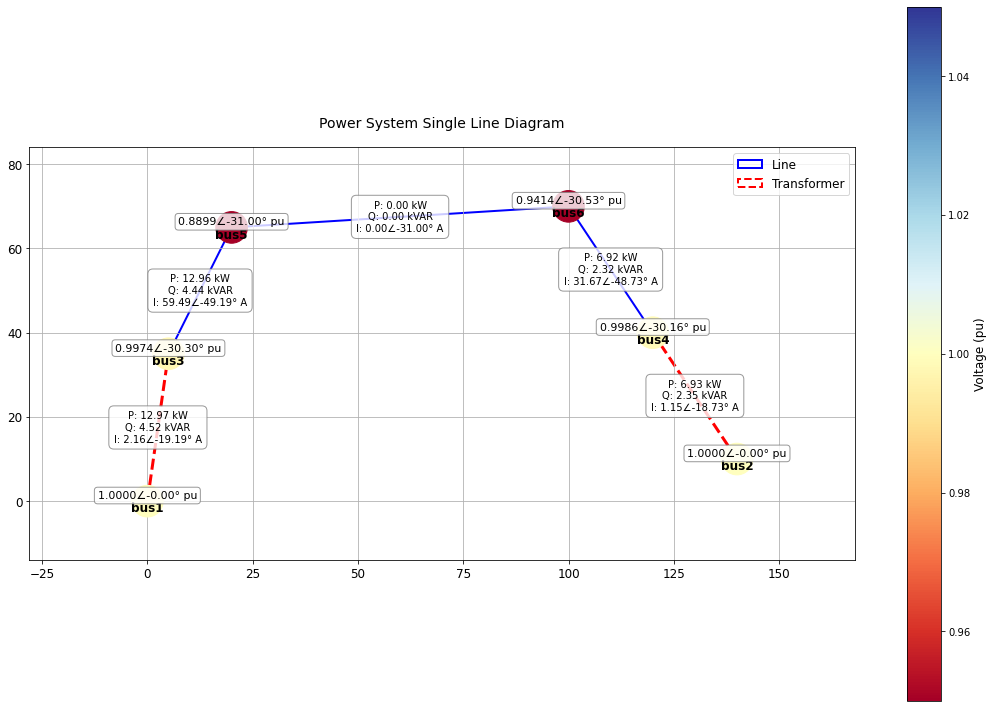 Power System Single Line Diagram
Line
Transformer
0.8899∠-31.00° pu
bus5
P: 0.00 kW
Q: 0.00 kVAR
I: 0.00∠-31.00° A
0.9414∠-30.53° pu
bus6
P: 12.96 kW
Q: 4.44 kVAR
I: 59.49∠-49.19° A
P: 6.92 kW
Q: 2.32 kVAR
I: 31.67∠-48.73° A
0.9974∠-30.30° pu
bus3
0.9986∠-30.16° pu
bus4
P: 12.97 kW
Q: 4.52 kVAR
I: 2.16∠-19.19° A
P: 6.93 kW
Q: 2.35 kVAR
I: 1.15∠-18.73° A
1.0000∠-0.00° pu
bus1
1.0000∠-0.00° pu
bus2
80
60
40
20
0
−25
0
25
50
75
100
125
150
1.04
1.02
1.00
0.98
0.96
Voltage (pu)